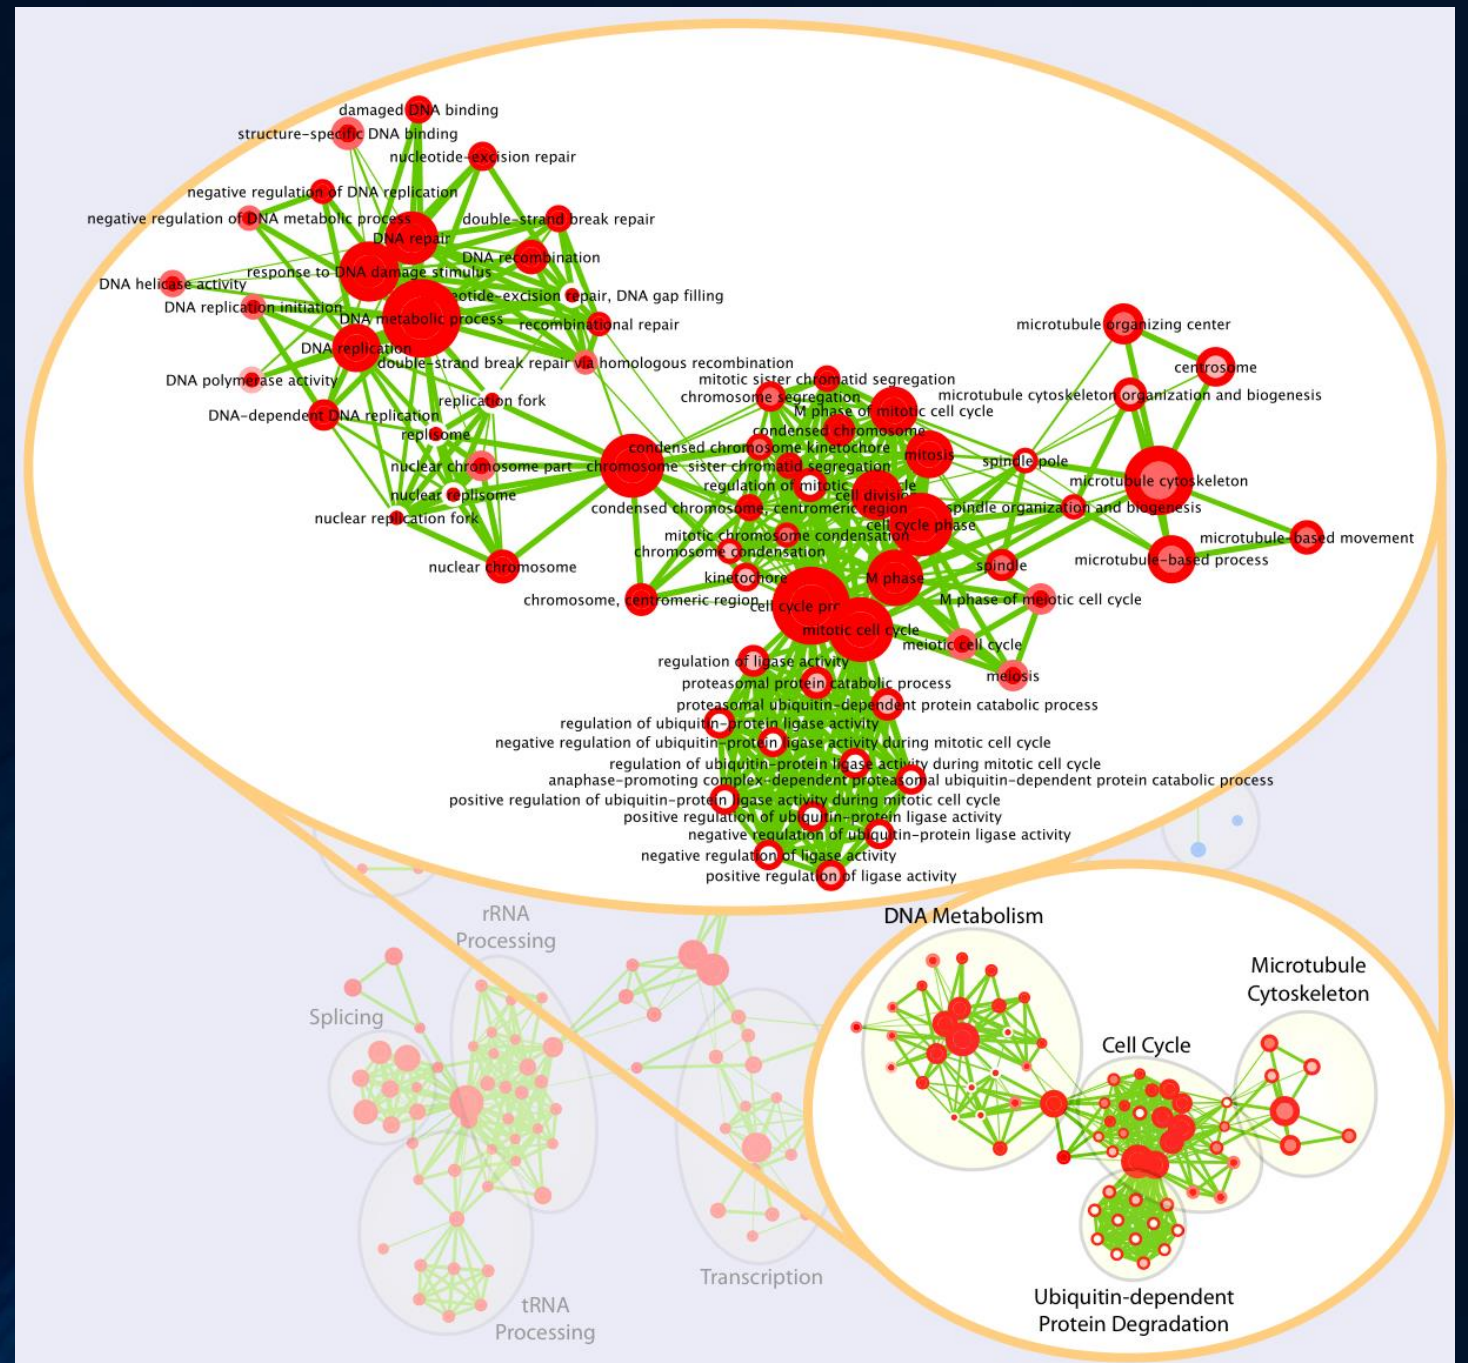 damaged DNA binding
structure-specific DNA binding
nucleotide-excision repair
negative regulation of DNA replication
negative regulation of DNA metabolic process
double-strand break repair
DNA repair
DNA recombination
response to DNA damage stimulus
DNA helicase activity
eotide-excision repair, DNA gap filling
DNA replication initiation
DNA metabolic process
recombinational repair
microtubule organizing center
DNA replication
double-strand break repair via homologous recombination
centrosome
DNA polymerase activity
mitotic sister chromatid segregation
chromosome segregation
microtubule cytoskeleton organization and biogenesis
replication fork
M phase of mitotic cell cycle
DNA-dependent DNA replication
condensed chromosome
replisome
condensed chromosome kinetochore
mitosis
spindle pole
nuclear chromosome part
chromosome
sister chromatid segregation
microtubule cytoskeleton
regulation of mitotic cle
nuclear replisome
cell division
condensed chromosome, centromeric region
spindle organization and biogenesis
nuclear replication fork
cell cycle phase
mitotic chromosome condensation
microtubule-based movement
chromosome condensation
microtubule-based process
nuclear chromosome
spindle
kinetochore
M phase
chromosome, centromeric region
M phase of meiotic cell cycle
cell cycle pr
mitotic cell cycle
meiotic cell cycle
regulation of ligase activity
meiosis
proteasomal protein catabolic process
proteasomal ubiquitin-dependent protein catabolic process
regulation of ubiquitin-protein ligase activity
negative regulation of ubiquitin-protein ligase activity during mitotic cell cycle
regulation of ubiquitin-protein ligase activity during mitotic cell cycle
anaphase-promoting complex-dependent proteasomal ubiquitin-dependent protein catabolic process
positive regulation of ubiquitin-protein ligase activity during mitotic cell cycle
positive regulation of ubiquitin-protein ligase activity
negative regulation of ubiquitin-protein ligase activity
negative regulation of ligase activity
positive regulation of ligase activity
rRNA
Processing
DNA Metabolism
Microtubule
Cytoskeleton
Splicing
Cell Cycle
Transcription
Ubiquitin-dependent
Protein Degradation
tRNA
Processing